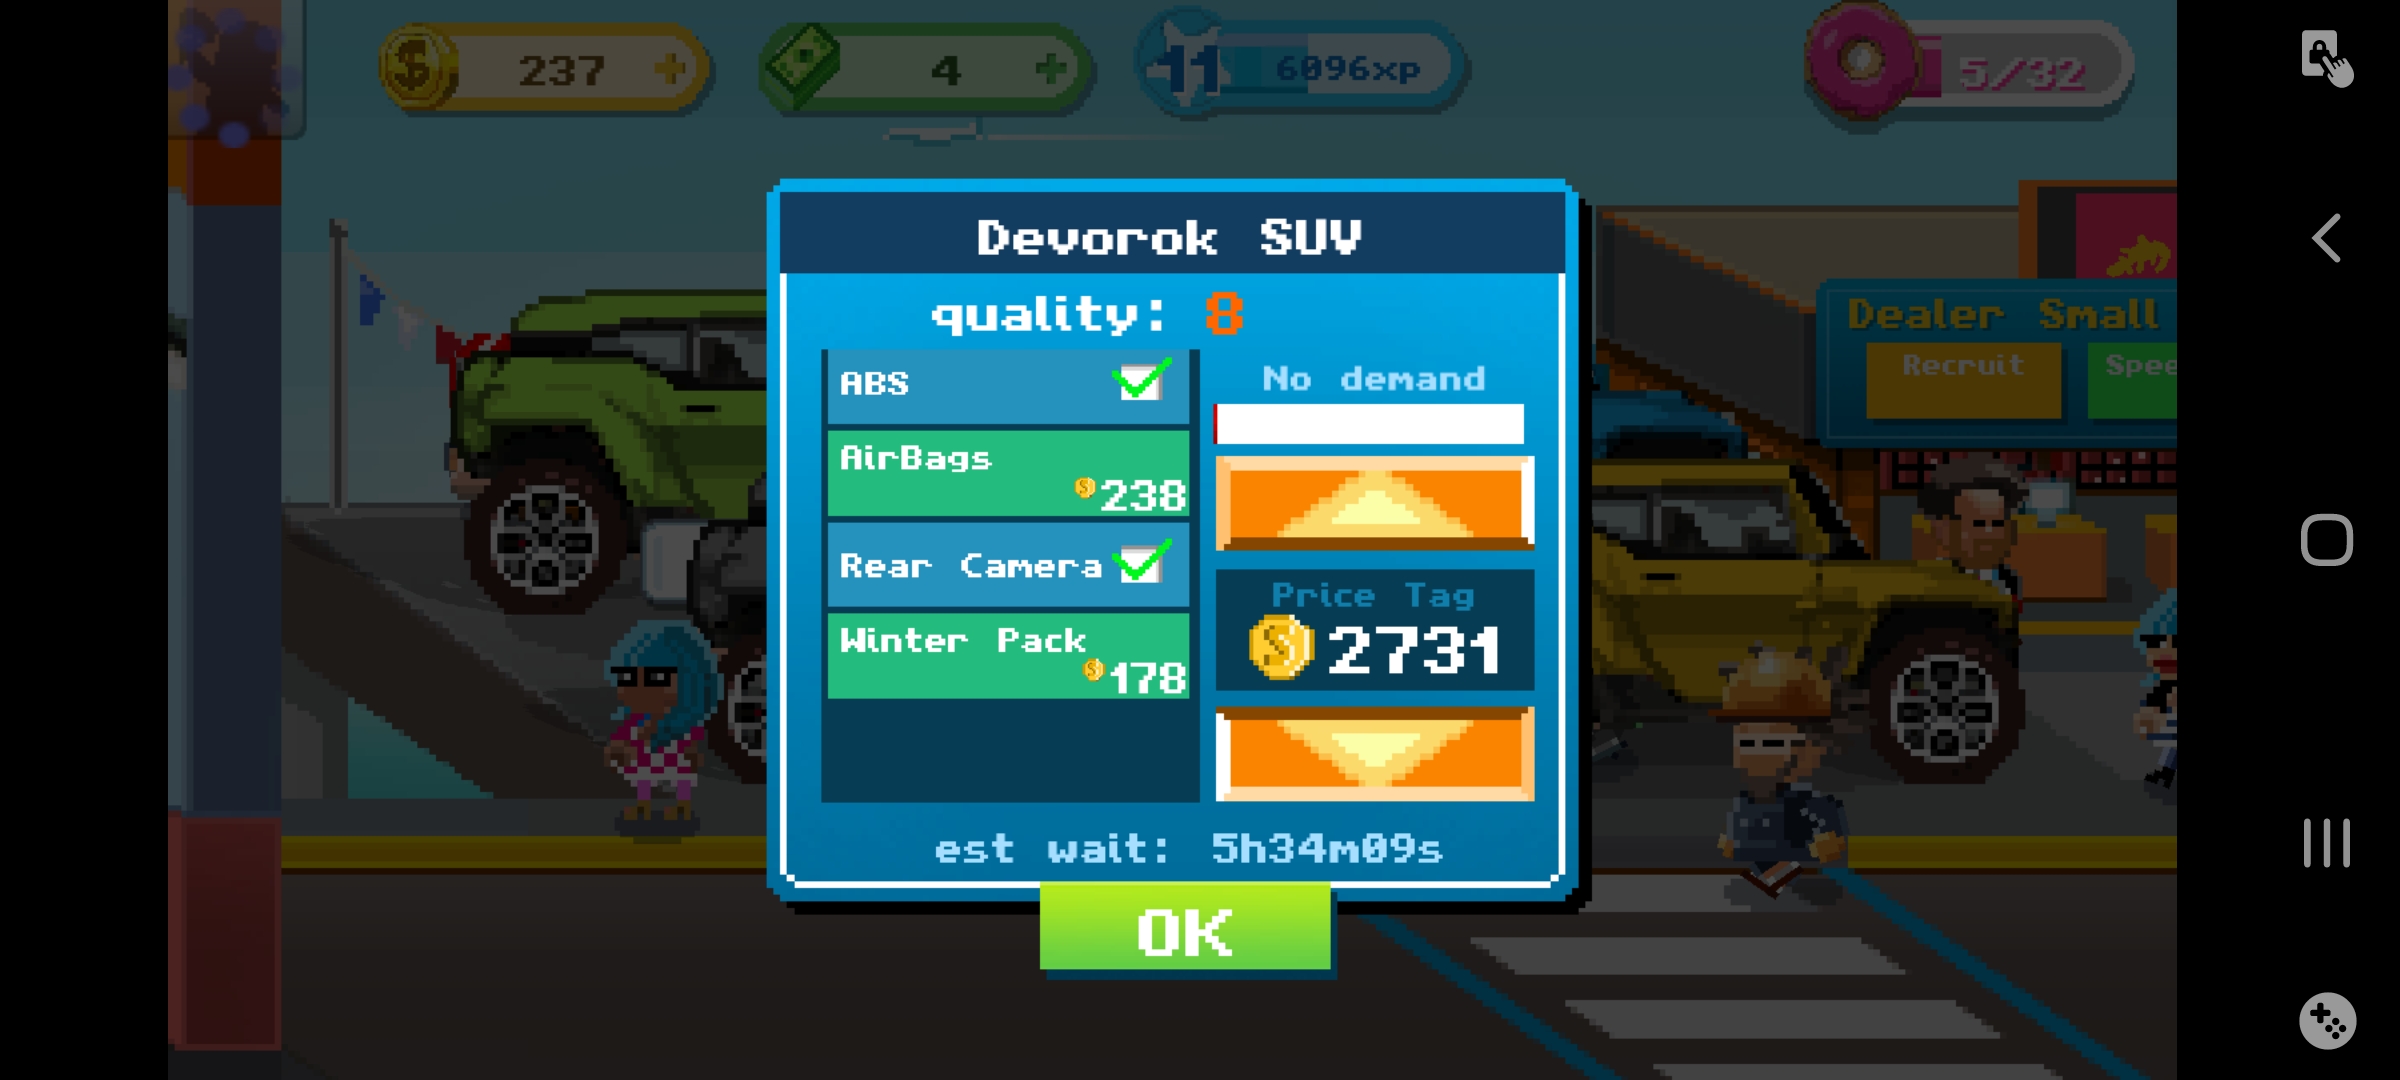 237
4
11
6096xp
5/32
Devorok SUV
quality: 8
ABS
AirBags
238
Rear Camera
Winter Pack
178
No demand
Price Tag
2731
est wait: 5h34m09s
OK
Dealer Small
Recruit
Spee